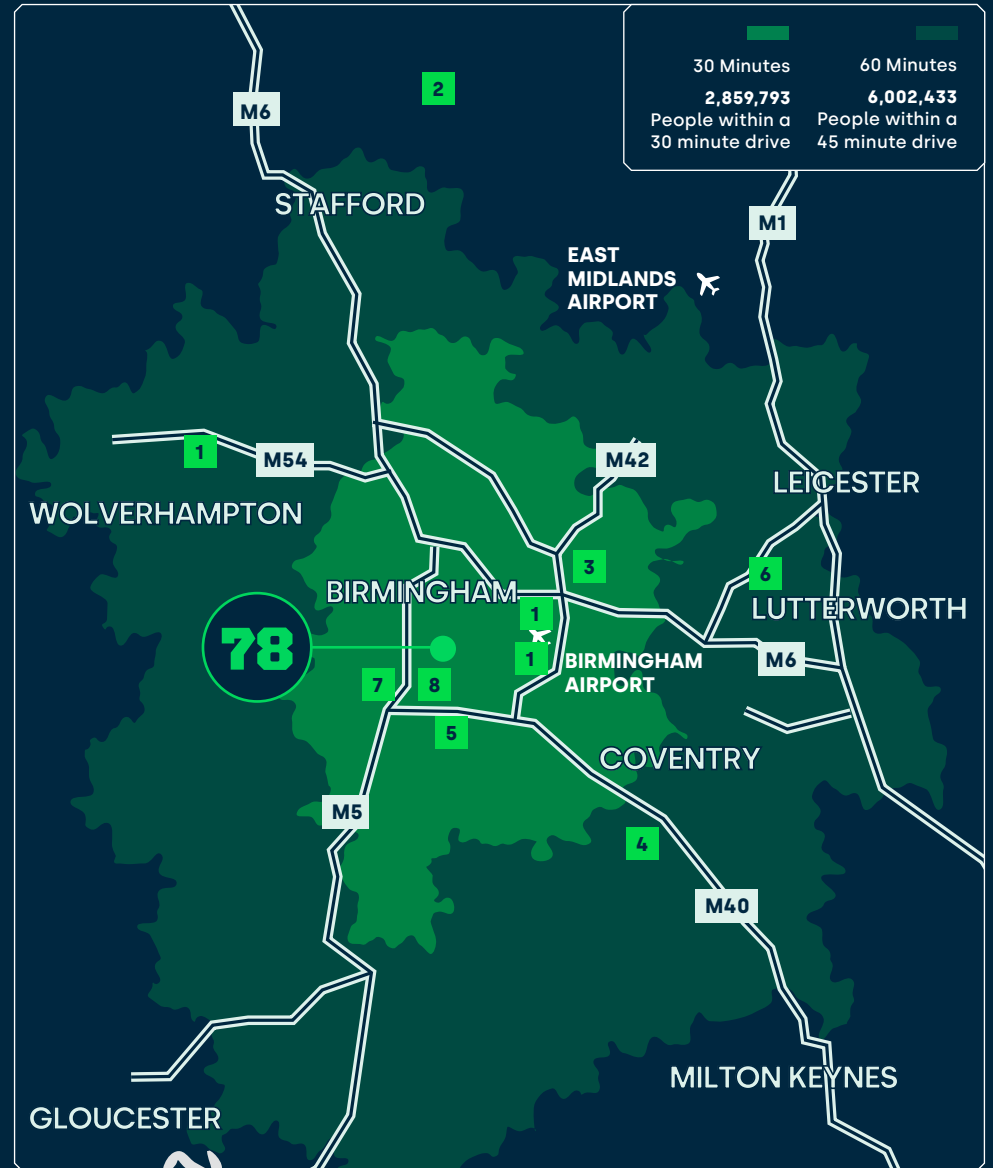 30 Minutes
2,859,793
People within a
30 minute drive
60 Minutes
6,002,433
People within a
45 minute drive
2
M6
STAFFORD
M1
EAST
MIDLANDS
AIRPORT
1
M54
M42
LEICESTER
WOLVERHAMPTON
3
6
BIRMINGHAM
1
LUTTERWORTH
78
1
BIRMINGHAM
AIRPORT
M6
7
8
5
COVENTRY
M5
4
M40
MILTON KEYNES
GLOUCESTER